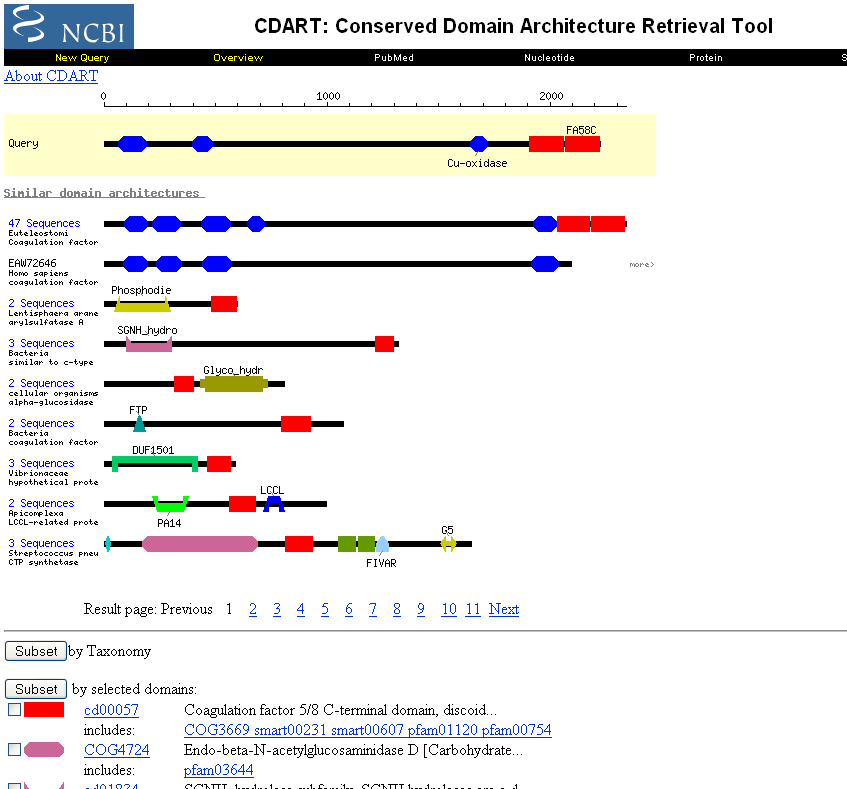 NCBI
CDART: Conserved Domain Architecture Retrieval Tool
New Query Overview PubMed Nucleotide Protein S
About CDART
0 1000 2000
FA58C
Query
Cu-oxidase
Similar domain architectures
47 Sequences
Euteleostomi
Coagulation factor
EAW72646
more>
Homo sapiens
coagulation factor
Phosphodie
2 Sequences
Lentisphaera arane
arylsulfatase A
SGNH_hydro
3 Sequences
Bacteria
similar to c-type
Glyco_hydr
2 Sequences
cellular organisms
alpha-glucosidase
FTP
2 Sequences
Bacteria
coagulation factor
DUF1501
3 Sequences
Vibrionaceae
hypothetical prote
LCCL
2 Sequences
Apicomplexa
LCCL-related prote
PA14
G5
3 Sequences
Streptococcus pneu
CTP synthetase
FIVAR
Result page: Previous 1 2 3 4 5 6 7 8 9 10 11 Next
Subset by Taxonomy
Subset by selected domains:
cd00057 Coagulation factor 5/8 C-terminal domain, discoid...
includes: COG3669 smart00231 smart00607 pfam01120 pfam00754
COG4724 Endo-beta-N-acetylglucosaminidase D [Carbohydrate...
includes: pfam03644